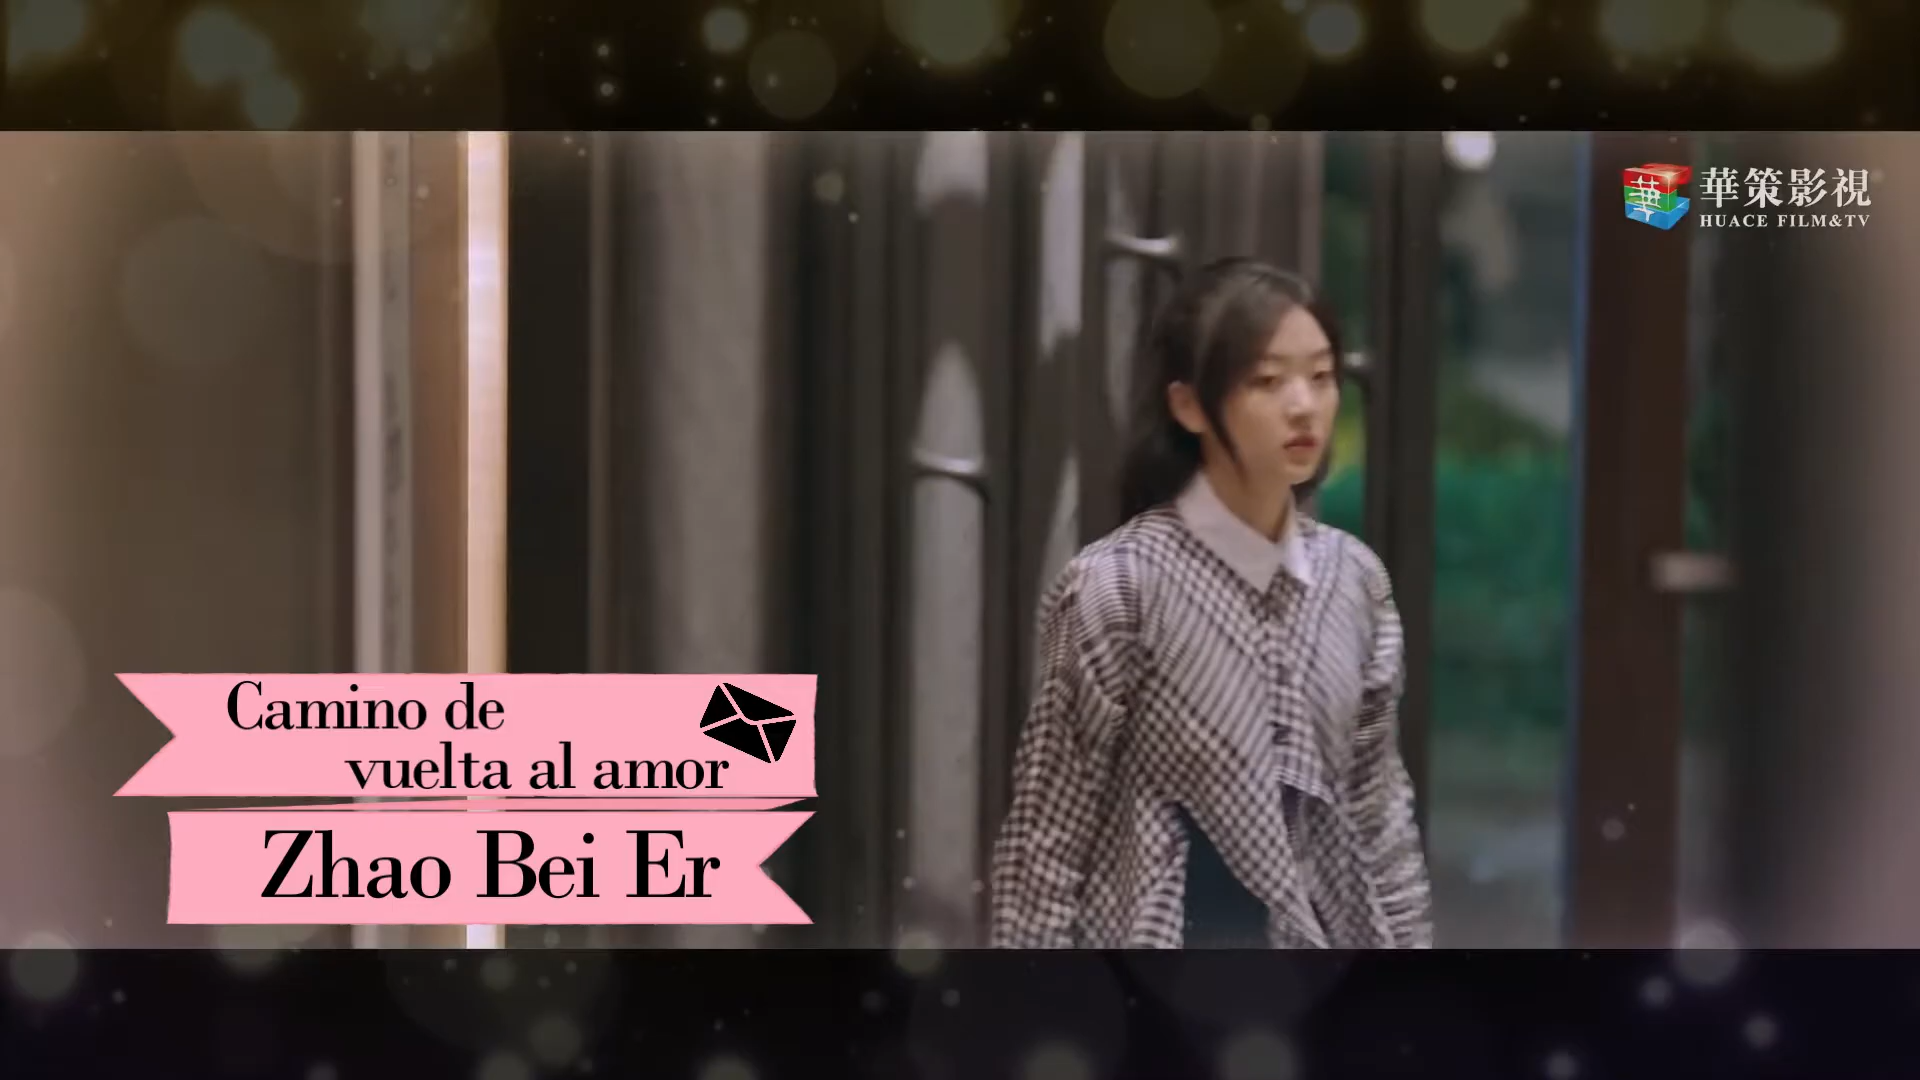 華策影視
HUACE FILM&TV
Camino de
vuelta al amor
Zhao Bei Er